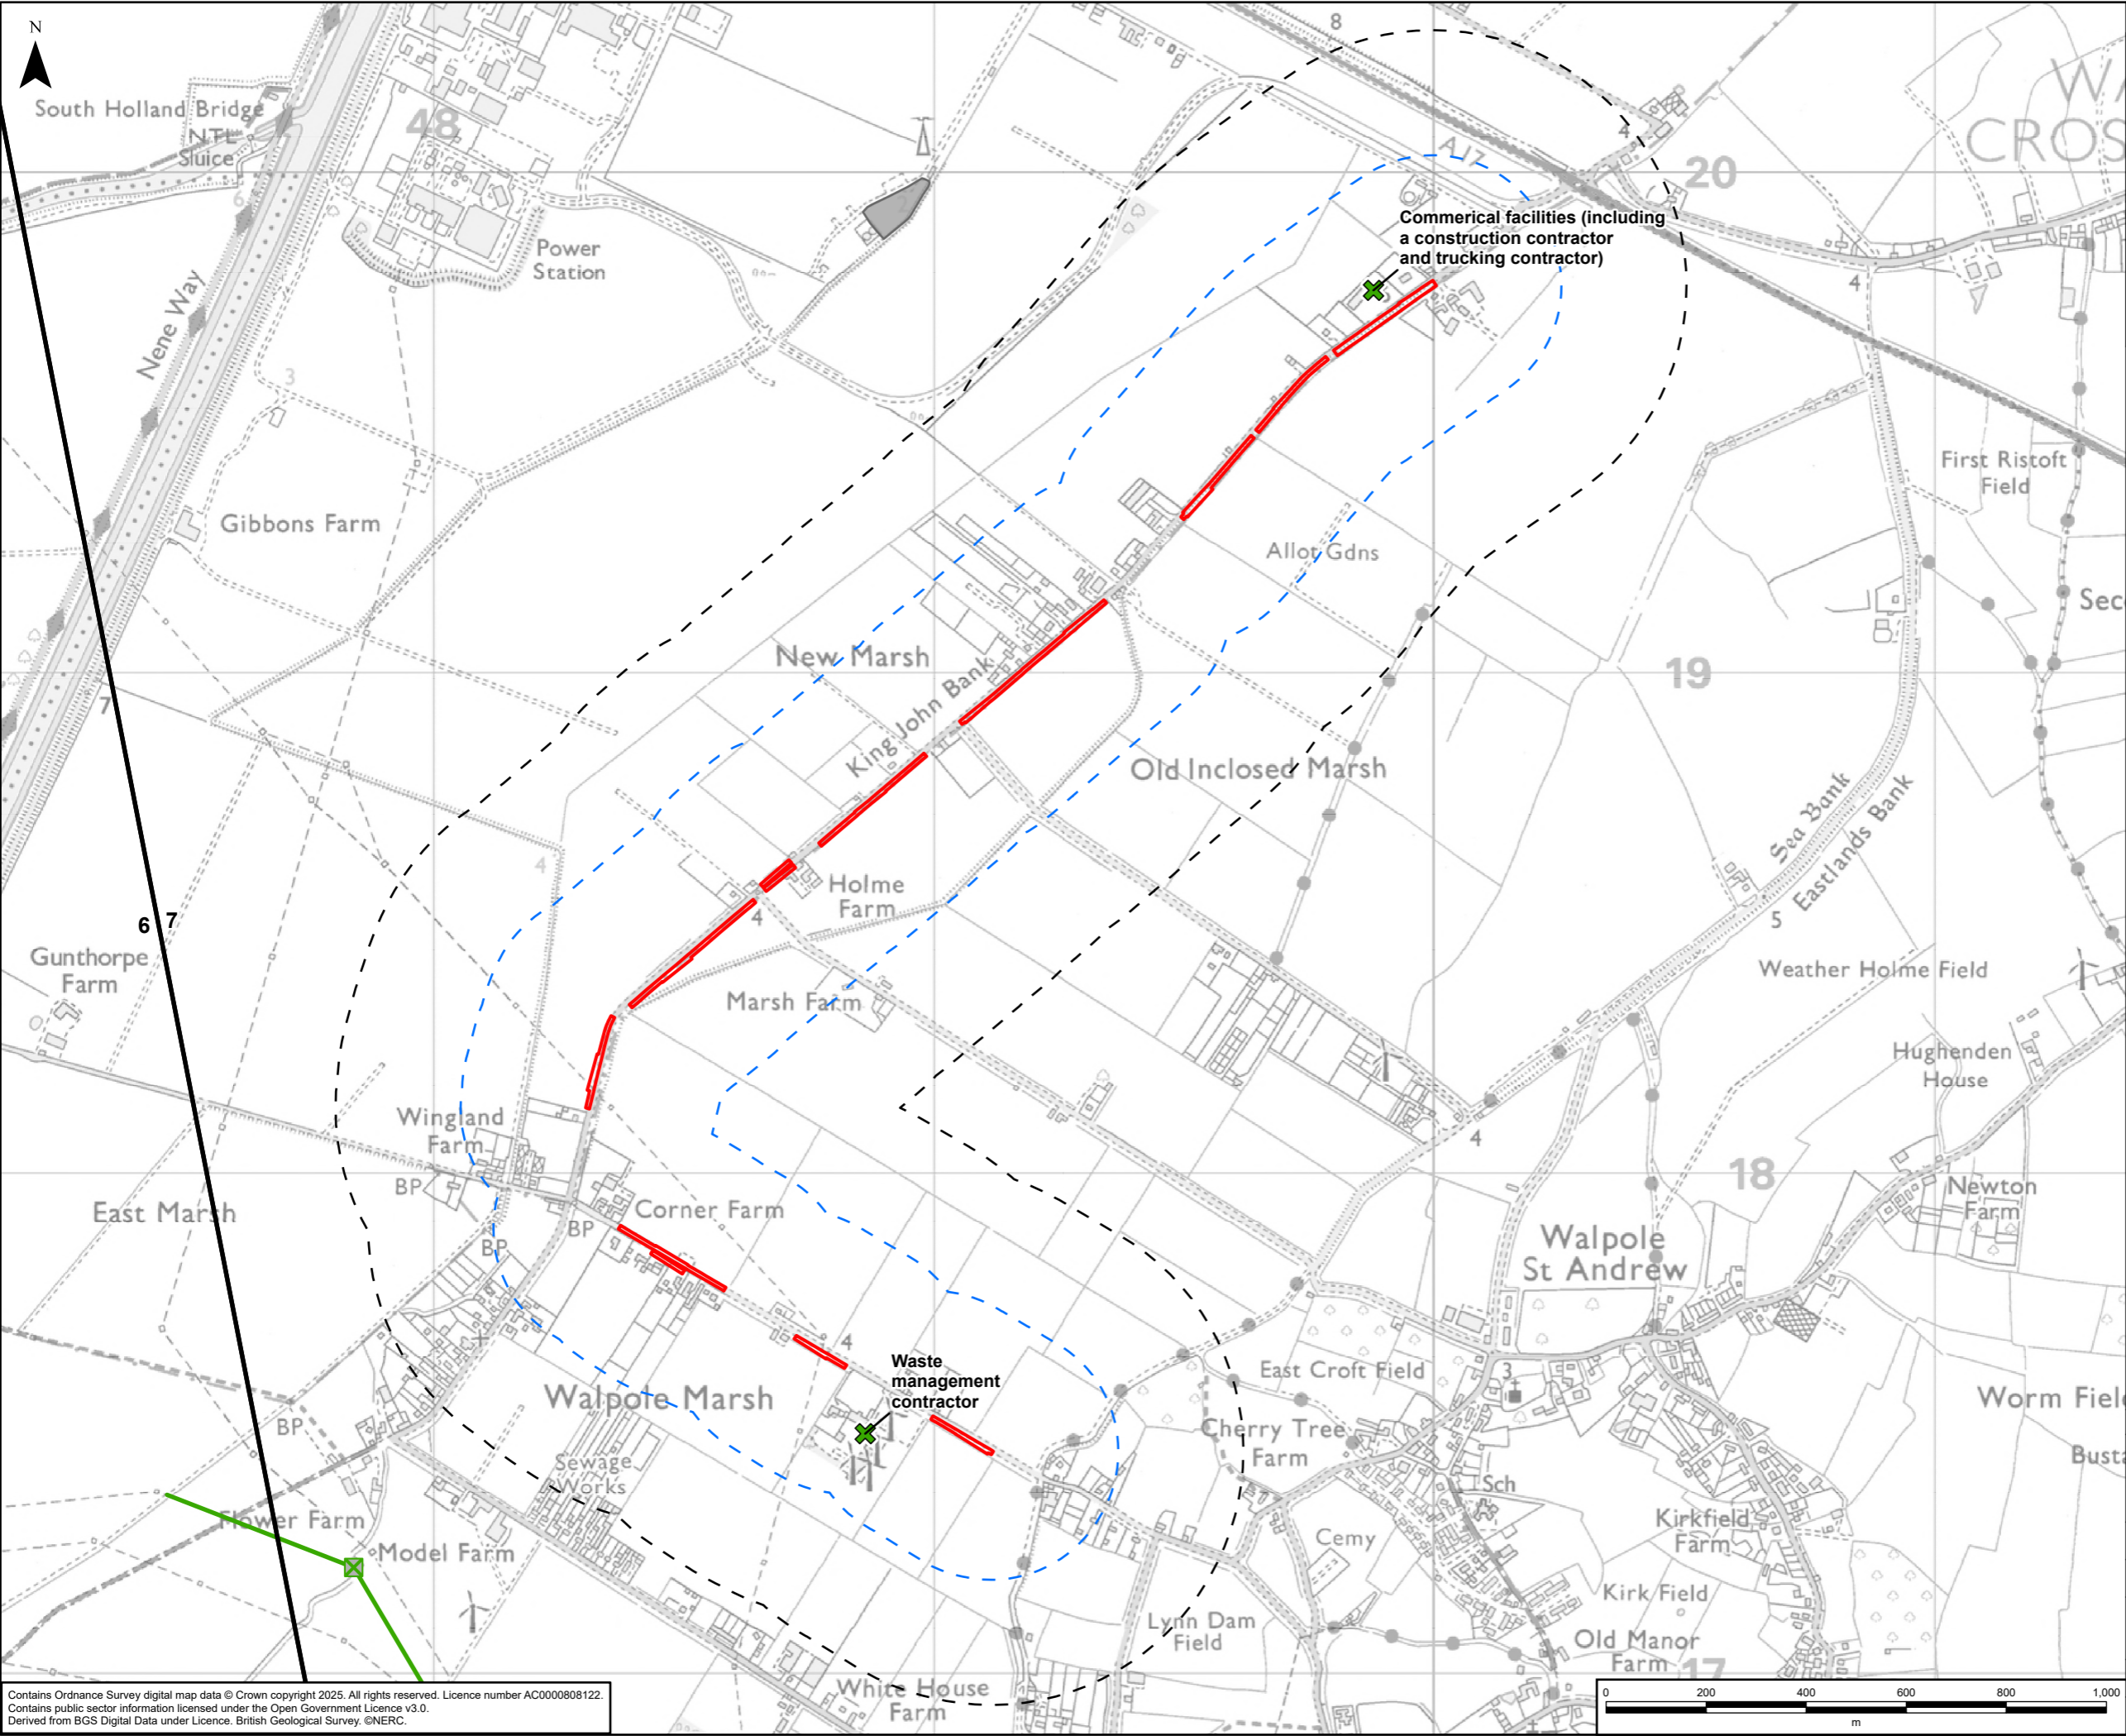 N
8
W
CROS
South Holland Bridge
NTL
Sluice
48
6
4
A17
20
2
Commerical facilities (including
a construction contractor
and trucking contractor)
Power
Station
Nene Way
4
3
First Ristoft
Field
Gibbons Farm
Allot Gdns
Sec
New Marsh
19
7
King John Bank
Old Inclosed Marsh
Sea Bank
Eastlands Bank
4
Holme
Farm
4
5
6 7
Gunthorpe
Farm
Weather Holme Field
Marsh Farm
Hughenden
House
Wingland
Farm
4
18
BP
Newton
Farm
East Marsh
Corner Farm
BP
BP
Walpole
St Andrew
4
Waste
management
contractor
East Croft Field
3
Walpole Marsh
Worm Fiel
BP
Cherry Tree
Farm
Sewage
Works
Busta
Sch
Flower Farm
Kirkfield
Farm
Cemy
Model Farm
Kirk Field
Lynn Dam
Field
Old Manor
Farm
17
White House
Farm
Contains Ordnance Survey digital map data © Crown copyright 2025. All rights reserved. Licence number AC0000808122.
Contains public sector information licensed under the Open Government Licence v3.0.
Derived from BGS Digital Data under Licence. British Geological Survey. ©NERC.
0 200 400 600 800 1,000
m